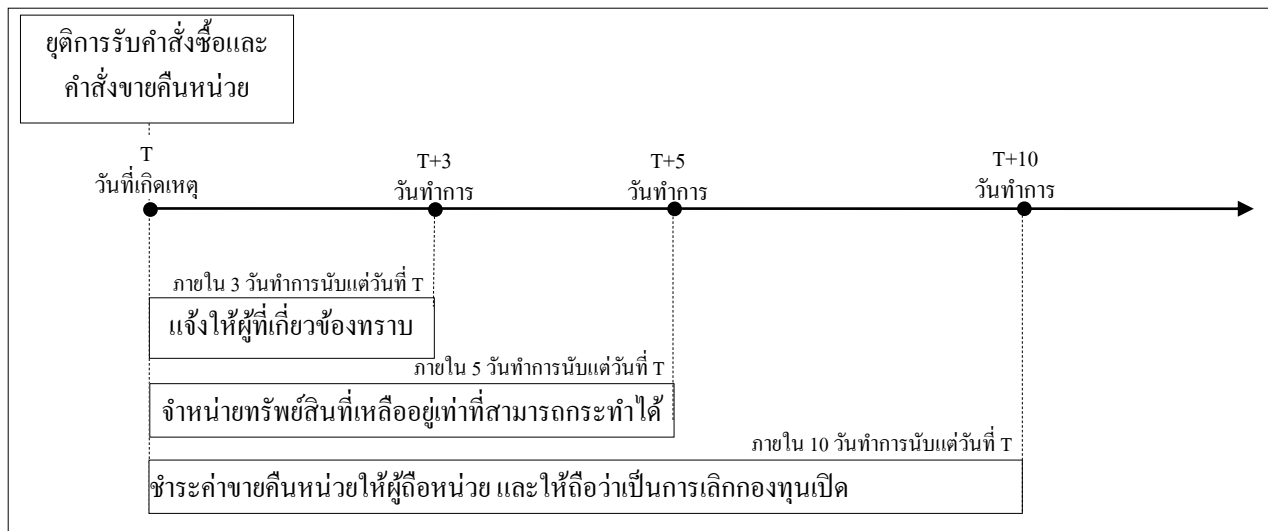 ยุติการรับคำสั่งซื้อและ
คำสั่งขายคืนหน่วย
T
วันที่เกิดเหตุ
T+3
วันทำการ
T+5
วันทำการ
T+10
วันทำการ
ภายใน 3 วันทำการนับแต่วันที่ T
แจ้งให้ผู้ที่เกี่ยวข้องทราบ
ภายใน 5 วันทำการนับแต่วันที่ T
จำหน่ายทรัพย์สินที่เหลืออยู่เท่าที่สามารถกระทำได้
ภายใน 10 วันทำการนับแต่วันที่ T
ชำระค่าขายคืนหน่วยให้ผู้ถือหน่วย และให้ถือว่าเป็นการเลิกกองทุนเปิด